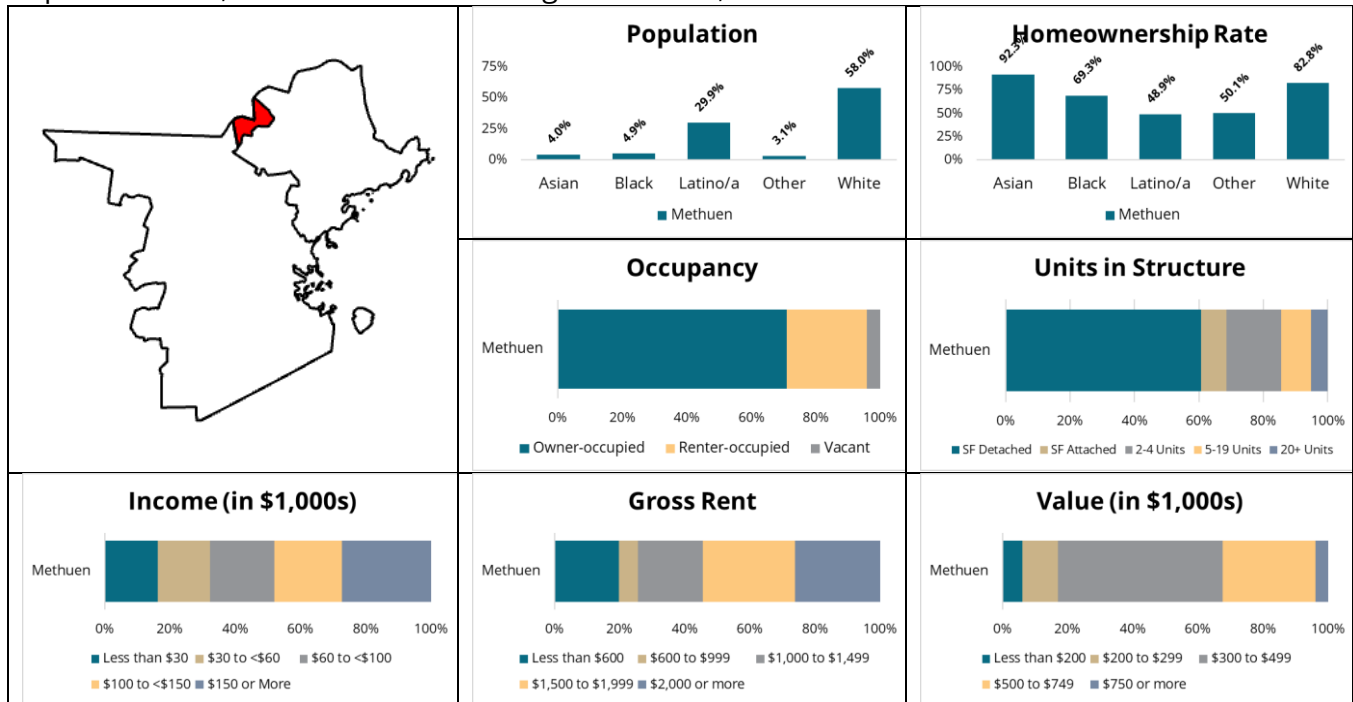 Population
75%
50%
25%
0%
4.0%
4.9%
29.9%
3.1%
58.0%
Asian Black Latino/a Other White
Methuen
Homeownership Rate
100%
75%
50%
25%
0%
92.3%
69.3%
48.9%
50.1%
82.8%
Asian Black Latino/a Other White
Methuen
Occupancy
Methuen
0% 20% 40% 60% 80% 100%
Owner-occupied Renter-occupied Vacant
Units in Structure
Methuen
0% 20% 40% 60% 80% 100%
SF Detached SF Attached 2-4 Units 5-19 Units 20+ Units
Income (in $1,000s)
Methuen
0% 20% 40% 60% 80% 100%
Less than $30 $30 to <$60 $60 to <$100
$100 to <$150 $150 or More
Gross Rent
Methuen
0% 20% 40% 60% 80% 100%
Less than $600 $600 to $999 $1,000 to $1,499
$1,500 to $1,999 $2,000 or more
Value (in $1,000s)
Methuen
0% 20% 40% 60% 80% 100%
Less than $200 $200 to $299 $300 to $499
$500 to $749 $750 or more